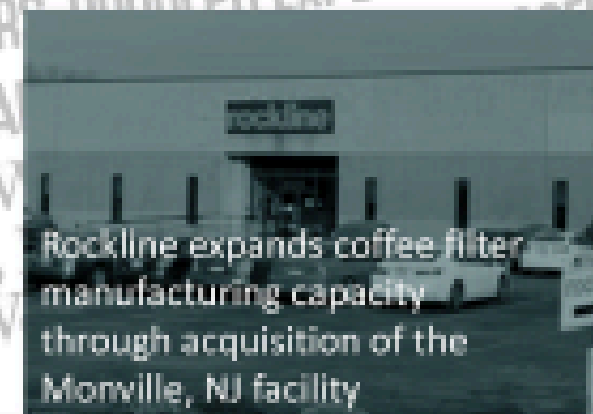 rockline
Rockline expands coffee filter
manufacturing capacity
through acquisition of the
Monville, NJ facility